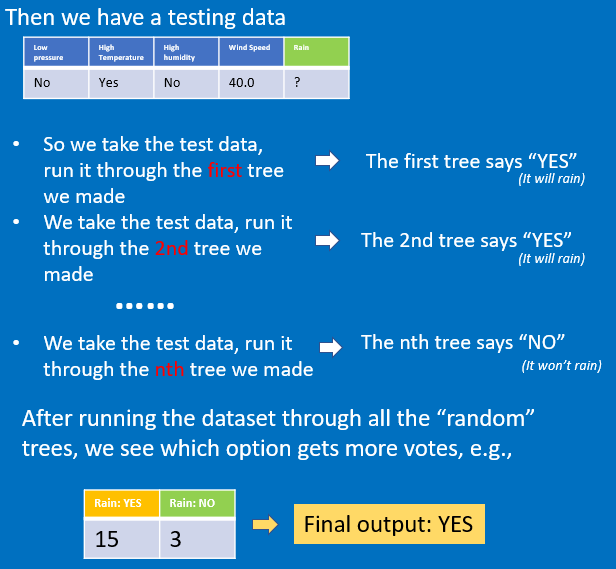 Then we have a testing data
Low pressure	High Temperature	High humidity	Wind Speed	Rain
No	Yes	No	40.0	?
• So we take the test data,
run it through the first tree
we made
The first tree says “YES”
(It will rain)
• We take the test data, run it
through the 2nd tree we
made
The 2nd tree says “YES”
(It will rain)
......
• We take the test data, run it
through the nth tree we made
The nth tree says “NO”
(It won’t rain)
After running the dataset through all the “random”
trees, we see which option gets more votes, e.g.,
Rain: YES	Rain: NO
15	3
Final output: YES